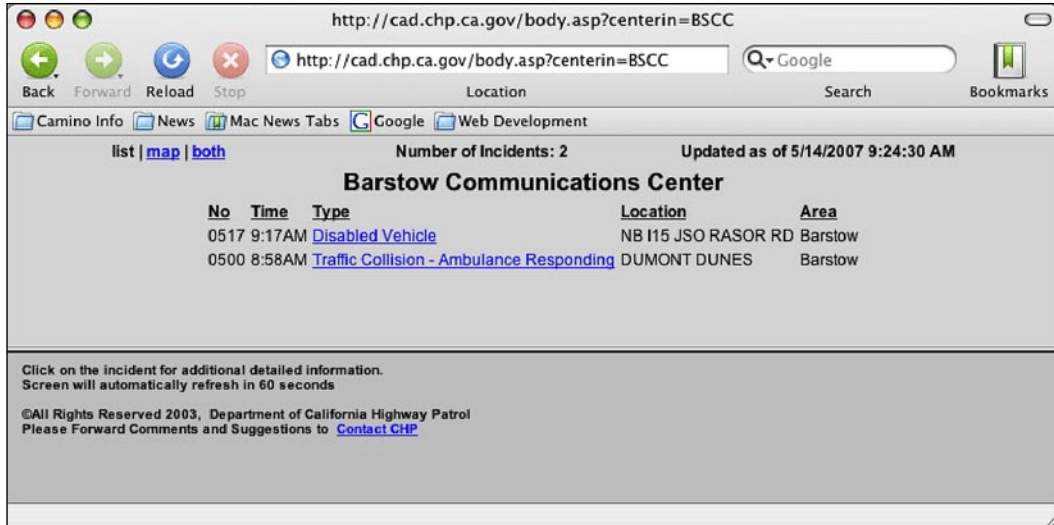 http://cad.chp.ca.gov/body.asp?centerin=BSCC
http://cad.chp.ca.gov/body.asp?centerin=BSCC Google
Back Forward Reload Stop Location Search Bookmarks
Camino Info News Mac News Tabs Google Web Development
list | map | both Number of Incidents: 2 Updated as of 5/14/2007 9:24:30 AM
Barstow Communications Center
No Time Type Location Area
0517 9:17AM Disabled Vehicle NB I15 JSO RASOR RD Barstow
0500 8:58AM Traffic Collision - Ambulance Responding DUMONT DUNES Barstow
Click on the incident for additional detailed information.
Screen will automatically refresh in 60 seconds
©All Rights Reserved 2003, Department of California Highway Patrol
Please Forward Comments and Suggestions to Contact CHP